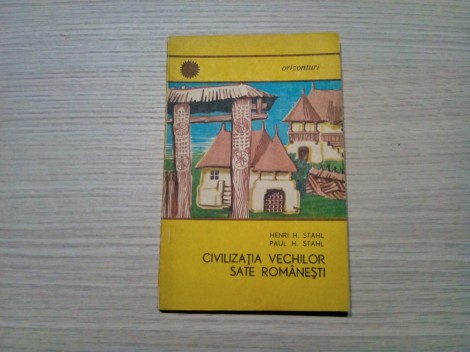 orizonturi
HENRI H. STAHL
PAUL H. STAHL
CIVILIZAȚIA VECHILOR
SATE ROMÂNEȘTI